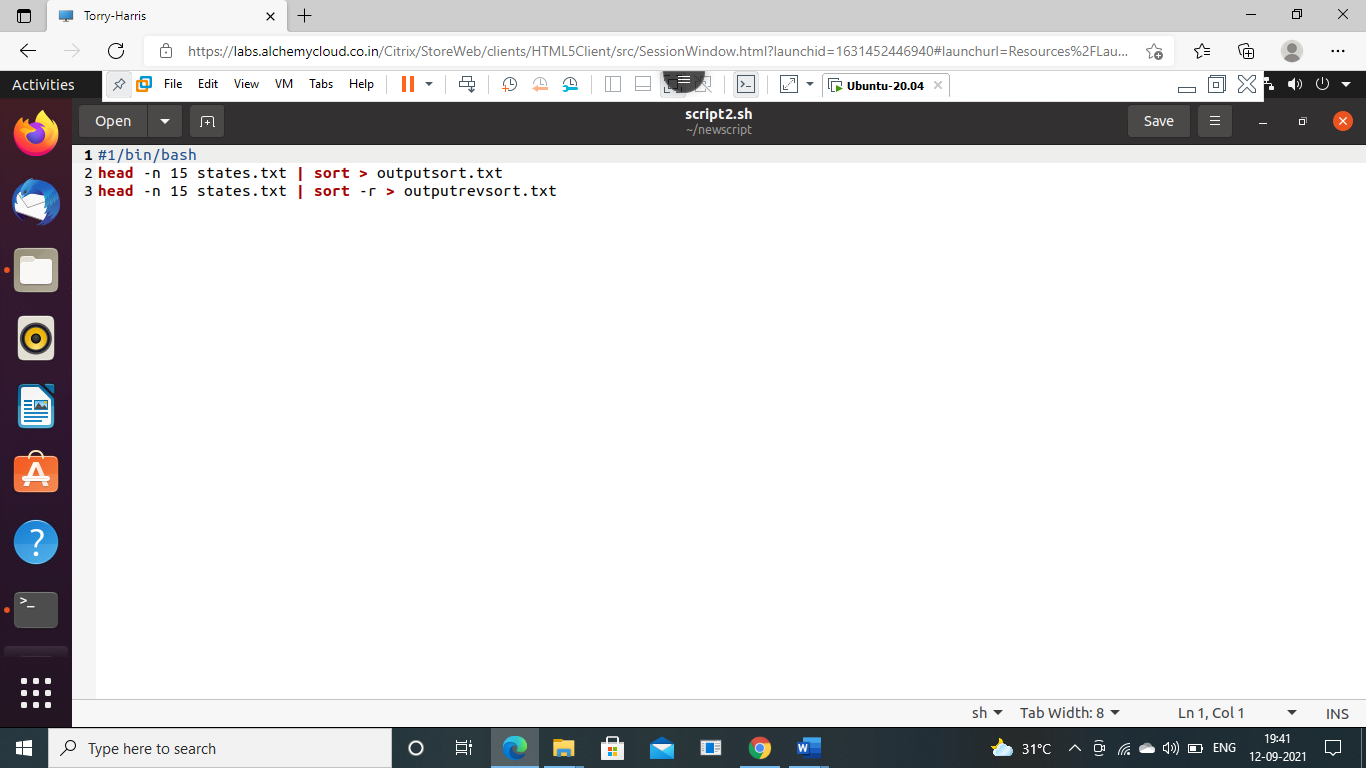 Torry-Harris
https://labs.alchemycloud.co.in/Citrix/StoreWeb/clients/HTML5Client/src/SessionWindow.html?launchid=1631452446940#launchurl=Resources%2FLau...
Activities
File Edit View VM Tabs Help
Ubuntu-20.04
Open
script2.sh
~/newscript
Save
1 #1/bin/bash
2 head -n 15 states.txt | sort > outputsort.txt
3 head -n 15 states.txt | sort -r > outputrevsort.txt
sh Tab Width: 8 Ln 1, Col 1 INS
Type here to search
31°C ENG
19:41
12-09-2021